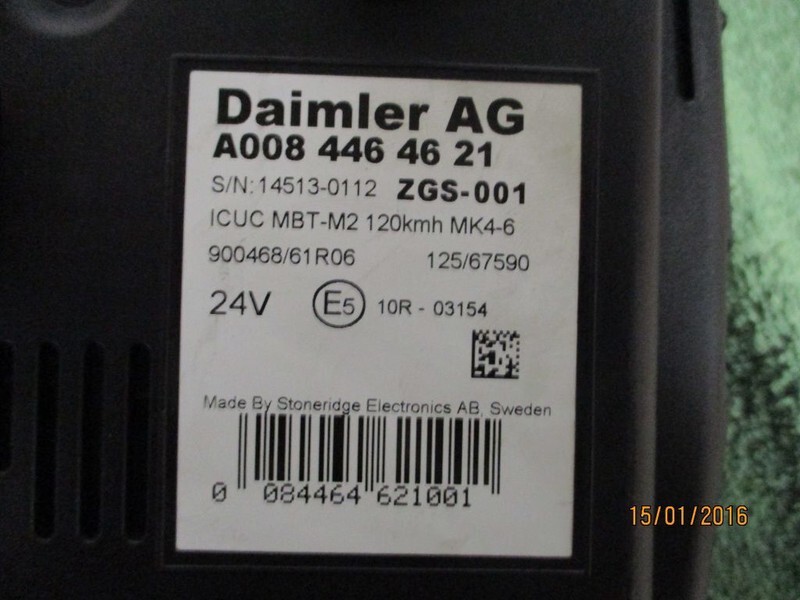 Daimler AG
A008 446 46 21
S/N: 14513-0112 ZGS-001
ICUC MBT-M2 120kmh MK4-6
900468/61R06 125/67590
24V E5 10R - 03154
Made By Stoneridge Electronics AB, Sweden
0 084464 621001
15/01/2016